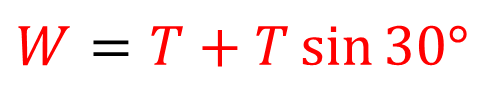 W = T + T sin 30°